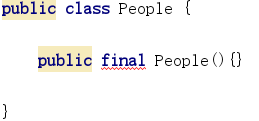 public class People {
public final People(){}
}